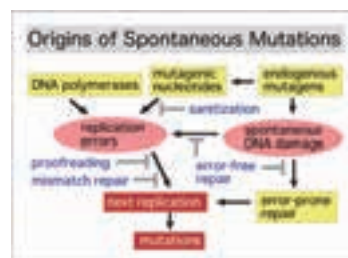 Origins of Spontaneous Mutations
DNA polymerases
mutagenic
nucleotides
endogenous
mutagens
sanitization
replication
errors
spontaneous
DNA damage
proofreading
mismatch repair
error-free
repair
next replication
error-prone
repair
mutations